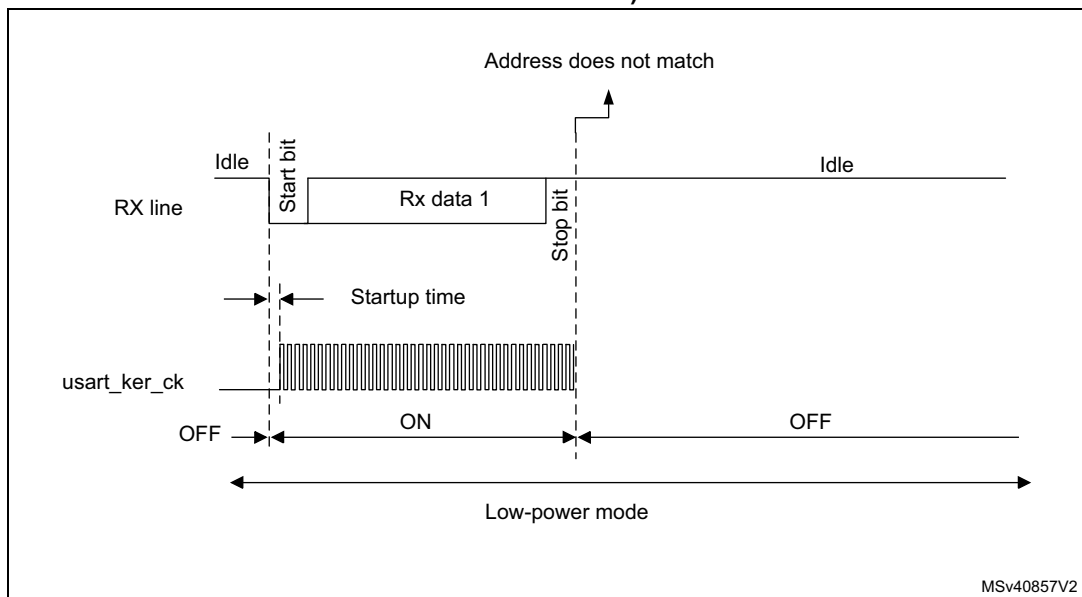 Address does not match
Idle
Start bit
Rx data 1
Stop bit
Idle
RX line
Startup time
usart_ker_ck
OFF
ON
OFF
Low-power mode
MSv40857V2